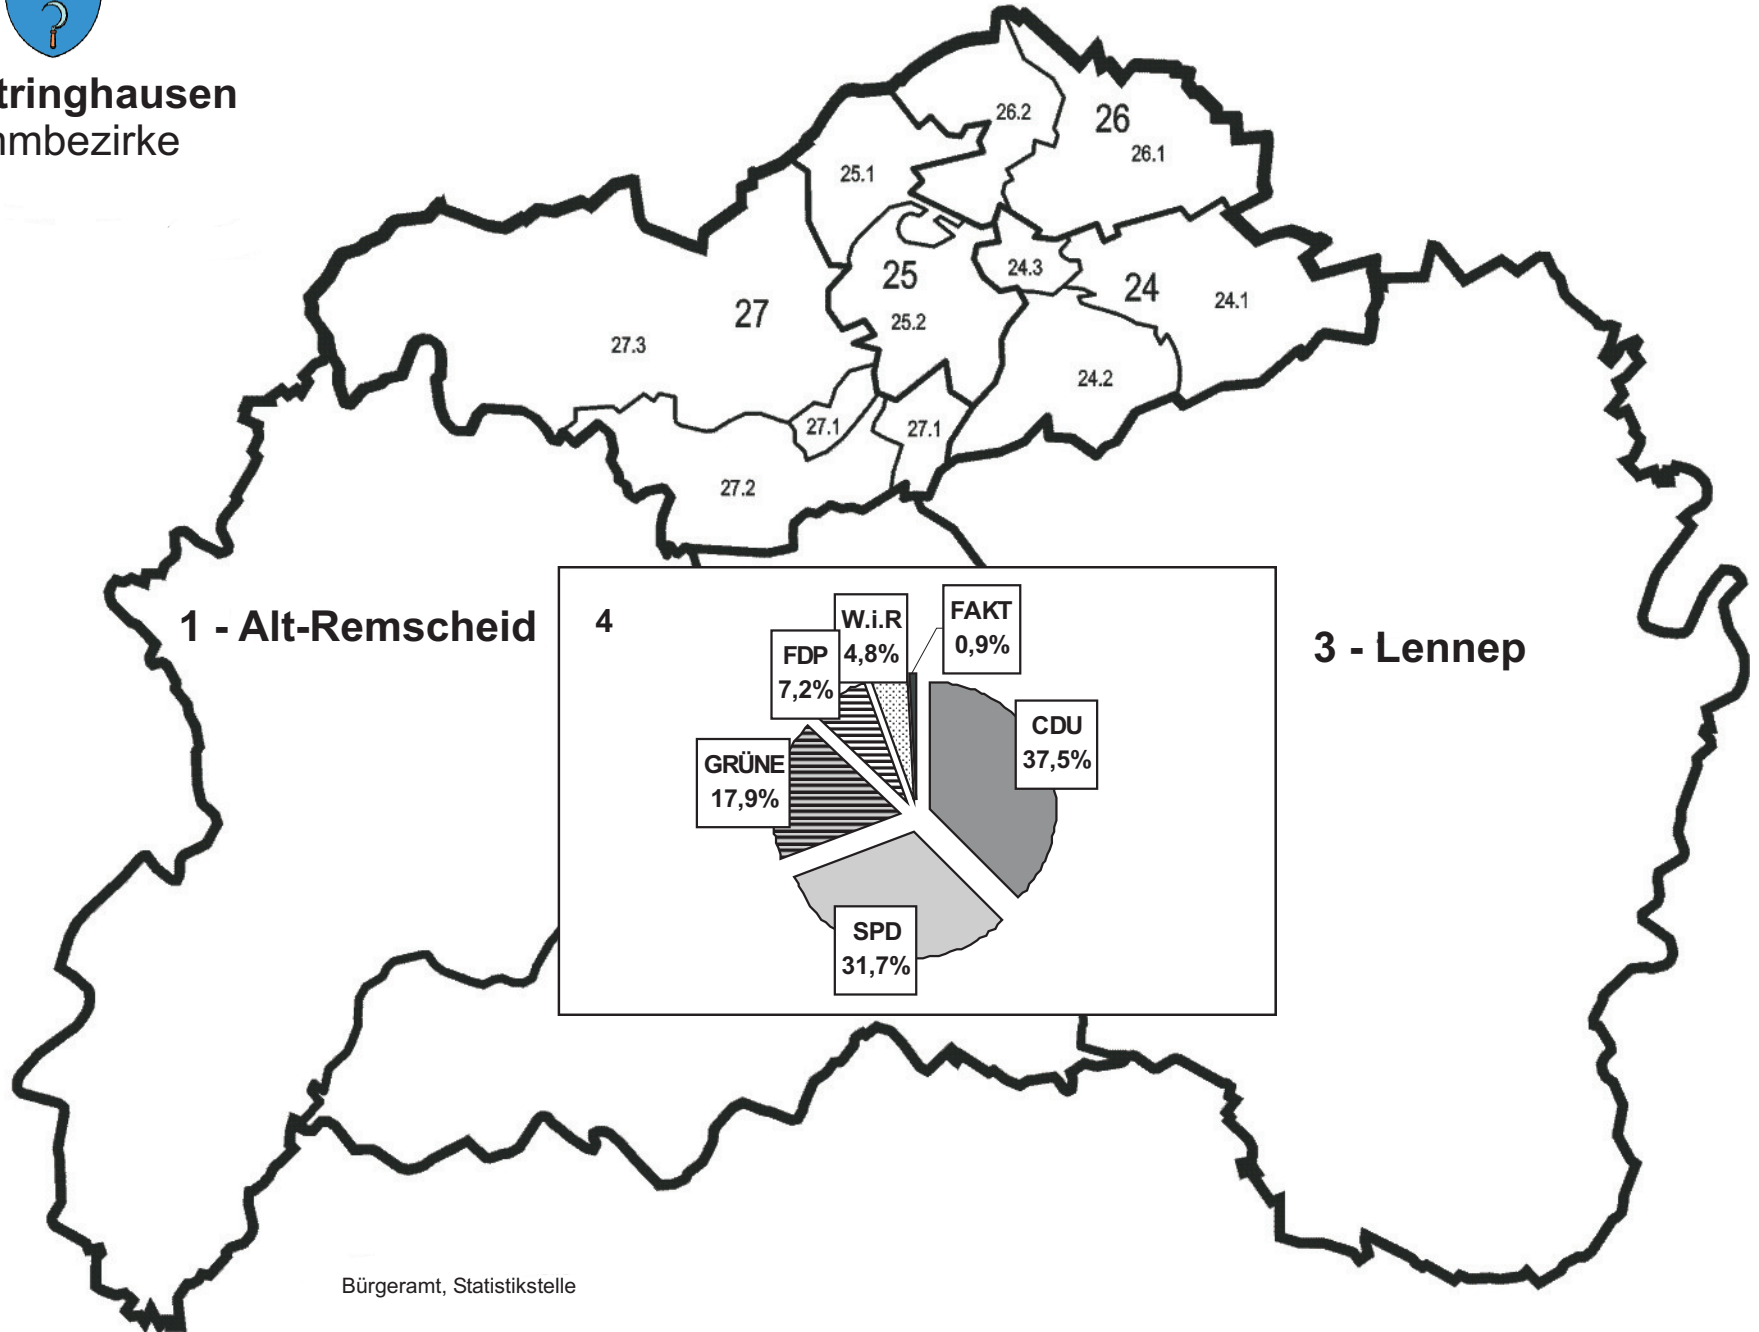 tringhausen
mbezirke
26.2
26
26.1
25.1
25
24.3
24
24.1
27
25.2
27.3
24.2
27.1
27.1
27.2
1 - Alt-Remscheid
4
3 - Lennep
W.i.R
4,8%
FAKT
0,9%
FDP
7,2%
CDU
37,5%
GRÜNE
17,9%
SPD
31,7%
Bürgeramt, Statistikstelle